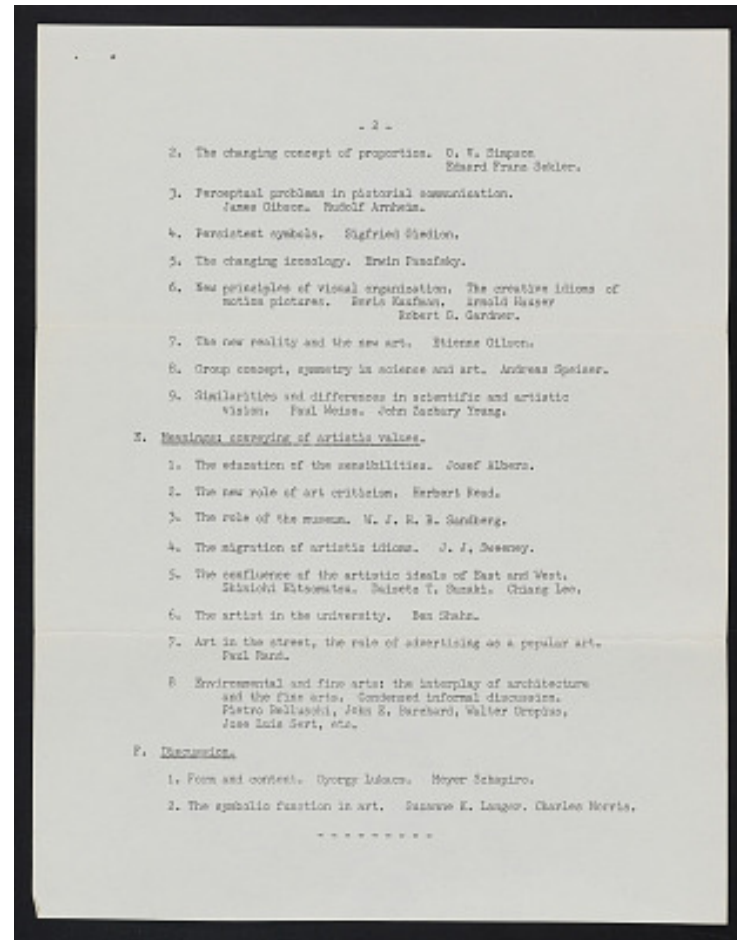 - 2 -
2. The changing concept of proportion. O. V. Simpson
Eduard Franz Sekler.
3. Perceptual problems in pictorial communication.
James Gibson. Rudolf Arnheim.
4. Persistent symbols. Sigfried Giedion.
5. The changing iconology. Erwin Panofsky.
6. New principles of visual organization. The creative idioms of
motion pictures. Boris Kaufman. Arnold Hauser
Robert G. Gardner.
7. The new reality and the new art. Etienne Gilson.
8. Group concept, symmetry in science and art. Andreas Speiser.
9. Similarities and differences in scientific and artistic
vision. Paul Weiss. John Zachary Young.
E. Meanings: conveying of artistic values.
1. The education of the sensibilities. Josef Albers.
2. The new role of art criticism. Herbert Read.
3. The role of the museum. W. J. H. B. Sandberg.
4. The migration of artistic idioms. J. J. Sweeney.
5. The confluence of the artistic ideals of East and West.
Daisetz T. Suzuki. Chiang Lee.
6. The artist in the university. Ben Shahn.
7. Art in the street, the role of advertising as a popular art.
Paul Rand.
8 Environmental and fine arts: the interplay of architecture
and the fine arts. Condensed informal discussion.
Pietro Belluschi, John E. Burchard, Walter Gropius,
Jose Luis Sert, etc.
F. Discussion.
1. Form and content. Gyorgy Lukacs. Meyer Schapiro.
2. The symbolic function in art. Suzanne K. Langer. Charles Morris.
- - - - - - - - -